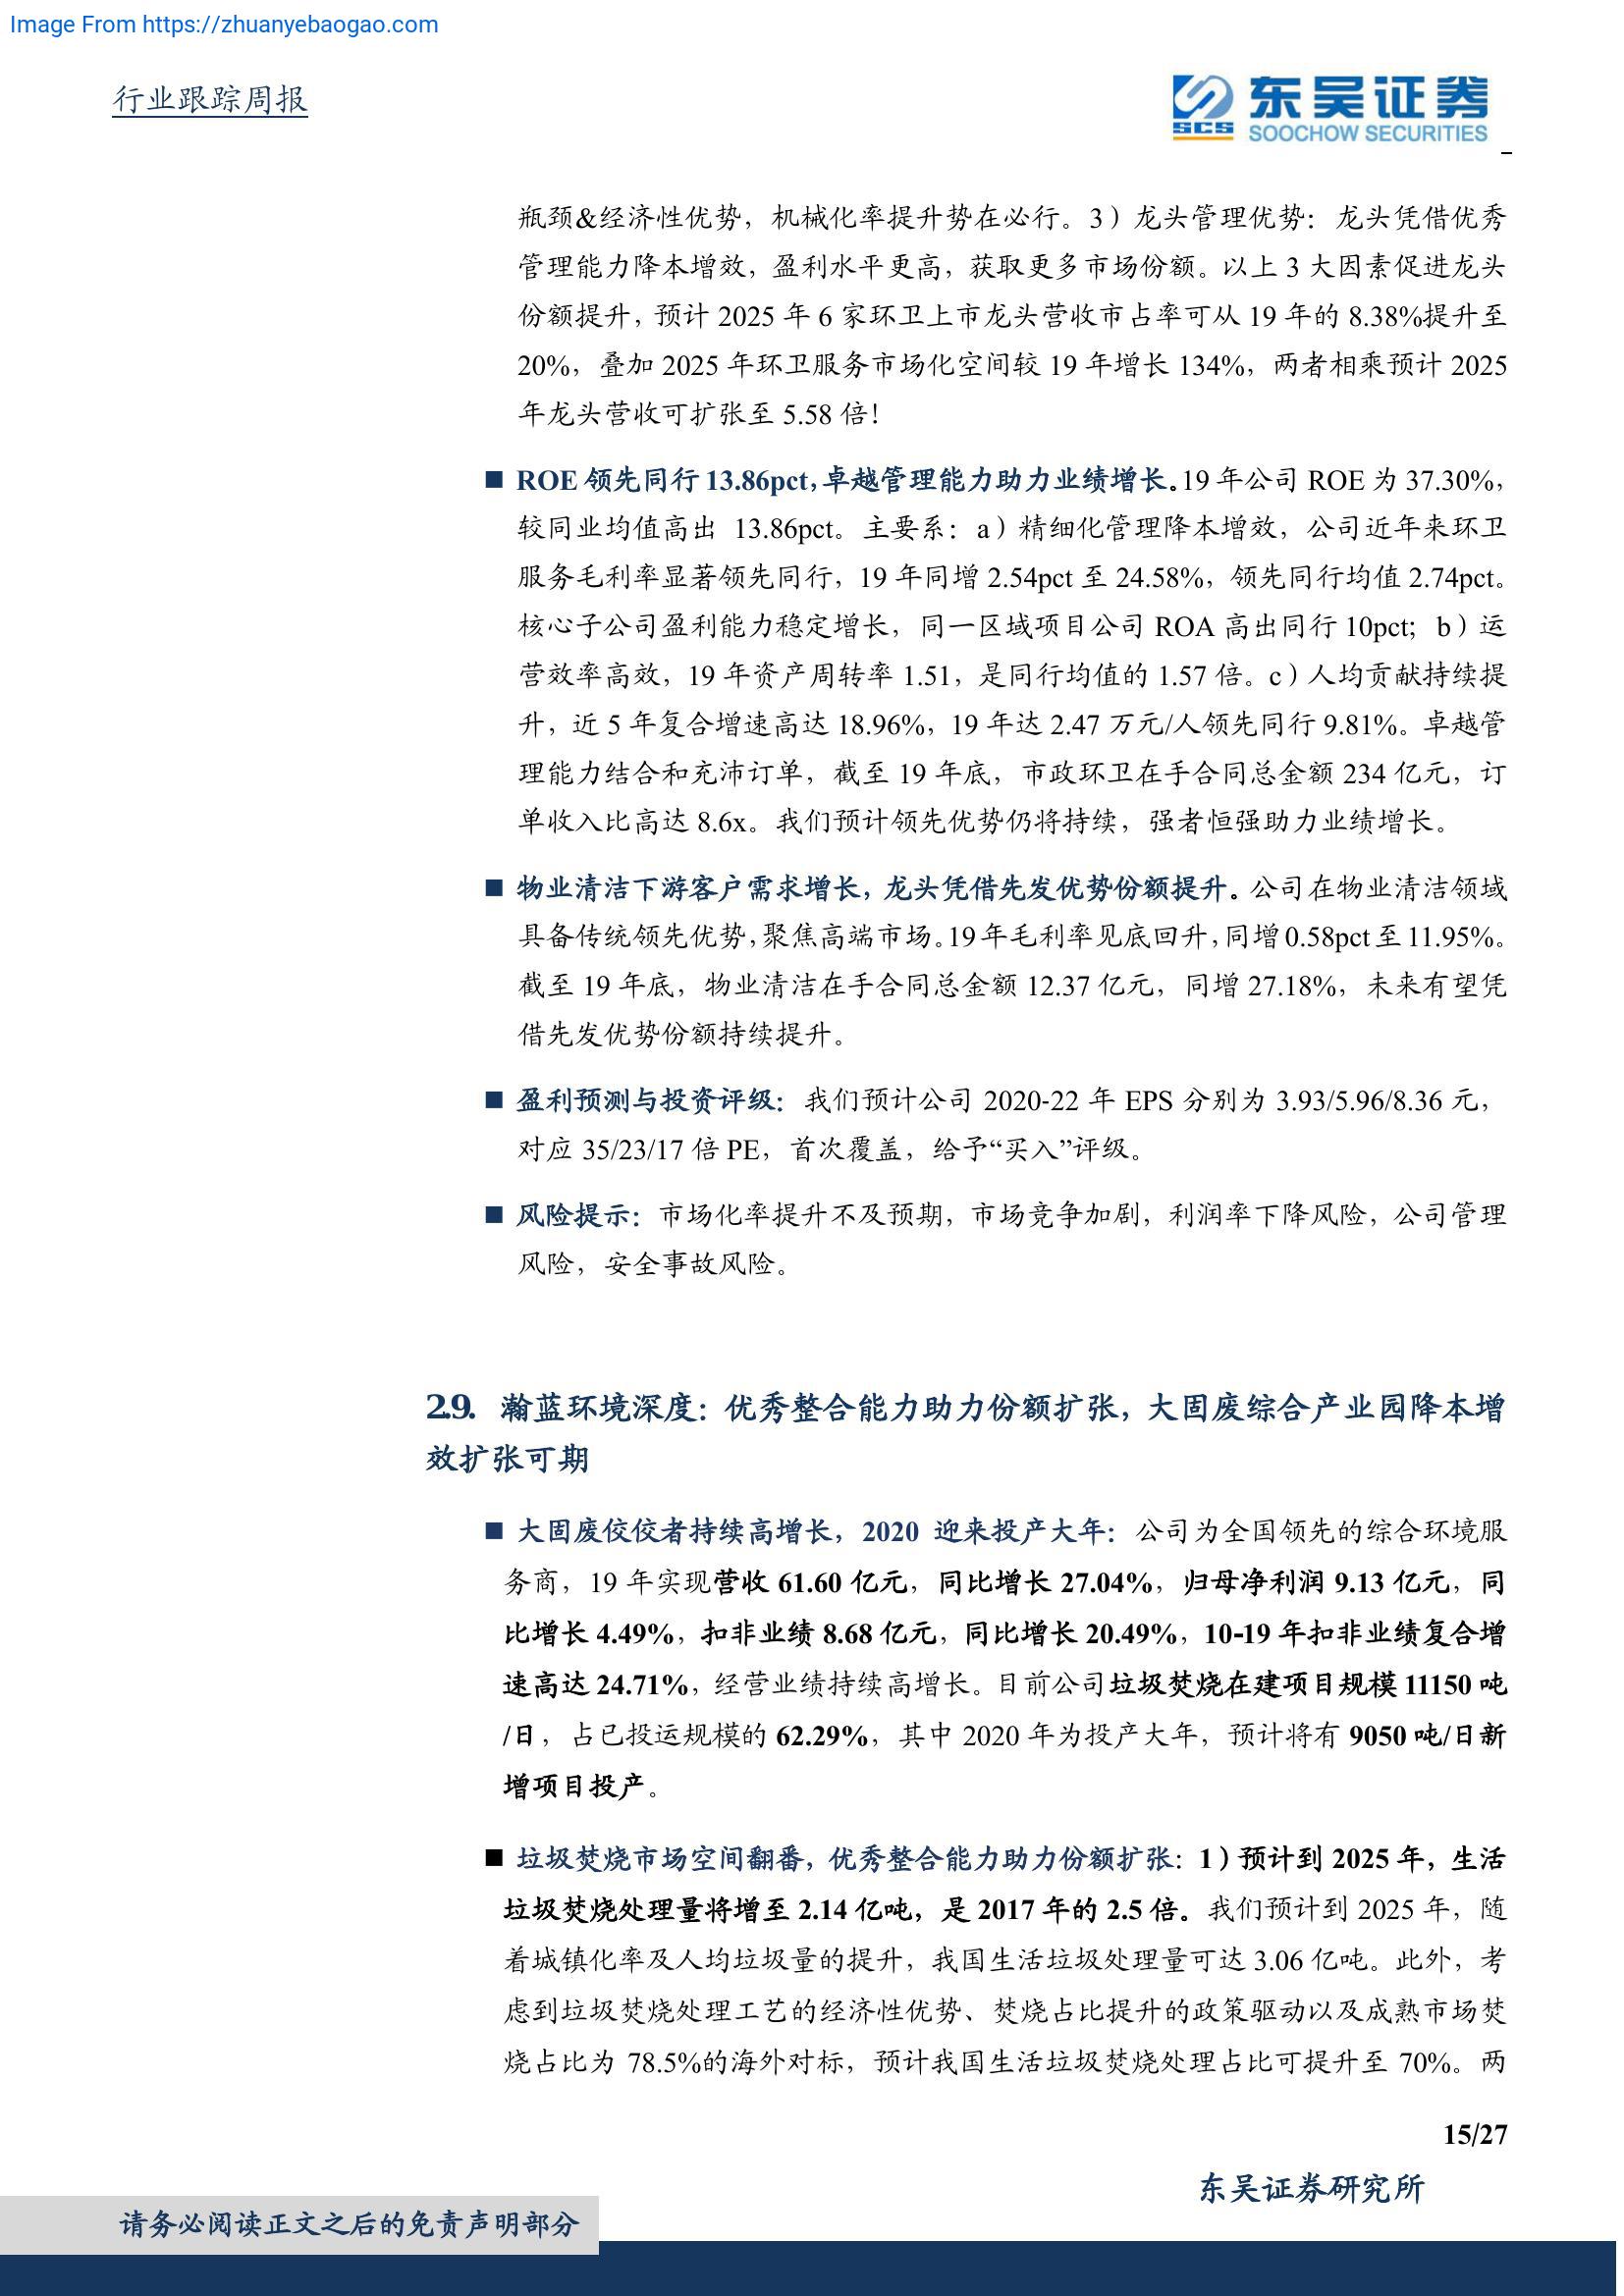 Image From https://zhuanyebaogao.com
行业跟踪周报
东吴证券
SCS
SOOCHOW SECURITIES
瓶颈&经济性优势，机械化率提升势在必行。3）龙头管理优势：龙头凭借优秀
管理能力降本增效，盈利水平更高，获取更多市场份额。以上 3 大因素促进龙头
份额提升，预计 2025 年 6 家环卫上市龙头营收市占率可从 19 年的 8.38%提升至
20%，叠加 2025 年环卫服务市场化空间较 19 年增长 134%，两者相乘预计 2025
年龙头营收可扩张至 5.58 倍！
■ ROE 领先同行 13.86pct，卓越管理能力助力业绩增长。19 年公司 ROE 为 37.30%，
较同业均值高出 13.86pct。主要系：a）精细化管理降本增效，公司近年来环卫
服务毛利率显著领先同行，19 年同增 2.54pct 至 24.58%，领先同行均值 2.74pct。
核心子公司盈利能力稳定增长，同一区域项目公司 ROA 高出同行 10pct；b）运
营效率高效，19 年资产周转率 1.51，是同行均值的 1.57 倍。c）人均贡献持续提
升，近 5 年复合增速高达 18.96%，19 年达 2.47 万元/人领先同行 9.81%。卓越管
理能力结合和充沛订单，截至 19 年底，市政环卫在手合同总金额 234 亿元，订
单收入比高达 8.6x。我们预计领先优势仍将持续，强者恒强助力业绩增长。
■ 物业清洁下游客户需求增长，龙头凭借先发优势份额提升。公司在物业清洁领域
具备传统领先优势，聚焦高端市场。19 年毛利率见底回升，同增 0.58pct 至 11.95%。
截至 19 年底，物业清洁在手合同总金额 12.37 亿元，同增 27.18%，未来有望凭
借先发优势份额持续提升。
■ 盈利预测与投资评级：我们预计公司 2020-22 年 EPS 分别为 3.93/5.96/8.36 元，
对应 35/23/17 倍 PE，首次覆盖，给予“买入”评级。
■ 风险提示：市场化率提升不及预期，市场竞争加剧，利润率下降风险，公司管理
风险，安全事故风险。
2.9. 瀚蓝环境深度：优秀整合能力助力份额扩张，大固废综合产业园降本增
效扩张可期
■ 大固废佼佼者持续高增长，2020 迎来投产大年：公司为全国领先的综合环境服
务商，19 年实现营收 61.60 亿元，同比增长 27.04%，归母净利润 9.13 亿元，同
比增长 4.49%，扣非业绩 8.68 亿元，同比增长 20.49%，10-19 年扣非业绩复合增
速高达 24.71%，经营业绩持续高增长。目前公司垃圾焚烧在建项目规模 11150 吨
/日，占已投运规模的 62.29%，其中 2020 年为投产大年，预计将有 9050 吨/日新
增项目投产。
■ 垃圾焚烧市场空间翻番，优秀整合能力助力份额扩张：1）预计到 2025 年，生活
垃圾焚烧处理量将增至 2.14 亿吨，是 2017 年的 2.5 倍。我们预计到 2025 年，随
着城镇化率及人均垃圾量的提升，我国生活垃圾处理量可达 3.06 亿吨。此外，考
虑到垃圾焚烧处理工艺的经济性优势、焚烧占比提升的政策驱动以及成熟市场焚
烧占比为 78.5%的海外对标，预计我国生活垃圾焚烧处理占比可提升至 70%。两
15/27
东吴证券研究所
请务必阅读正文之后的免责声明部分